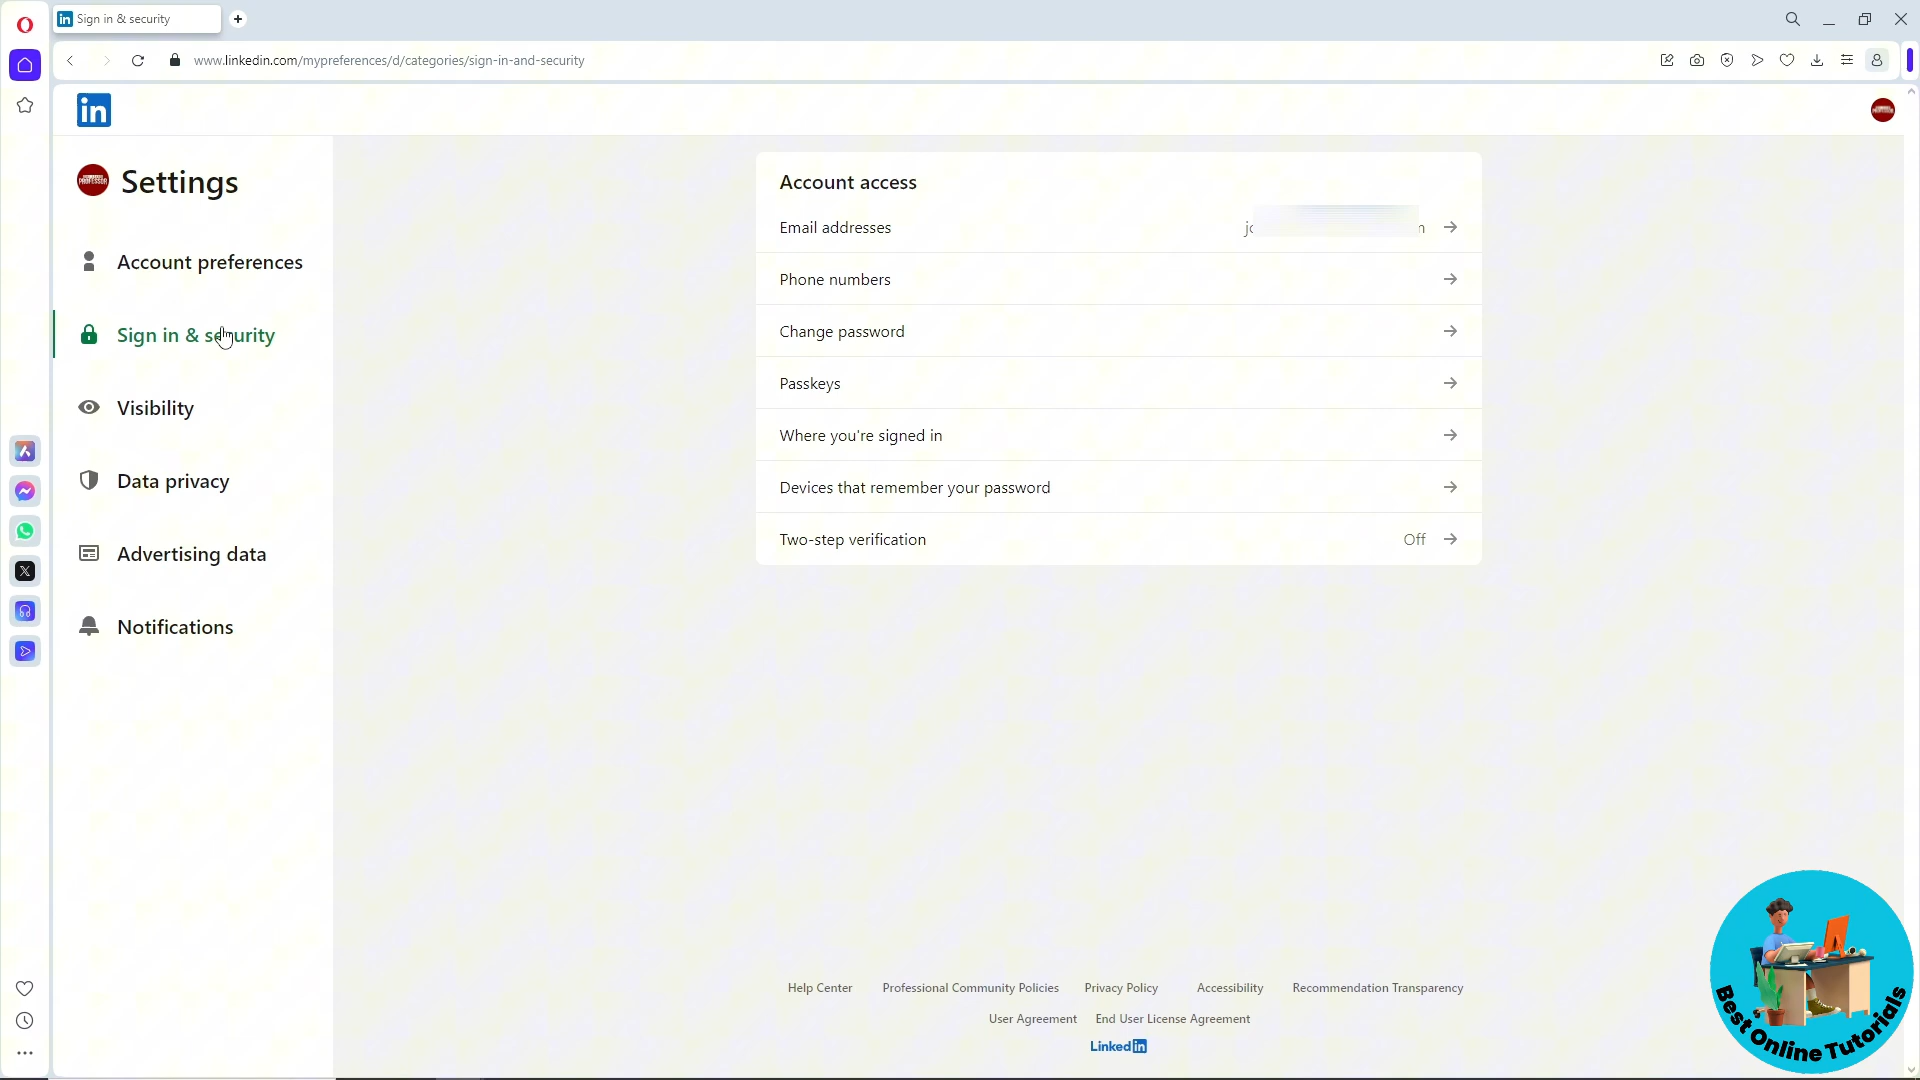 Sign in & security
www.linkedin.com/mypreferences/d/categories/sign-in-and-security
in
Settings
Account preferences
Sign in & security
Visibility
Data privacy
Advertising data
Notifications
Account access
Email addresses
Phone numbers
Change password
Passkeys
Where you're signed in
Devices that remember your password
Two-step verification Off
Help Center Professional Community Policies Privacy Policy Accessibility Recommendation Transparency
User Agreement End User License Agreement
Linked in
Best Online Tutorials